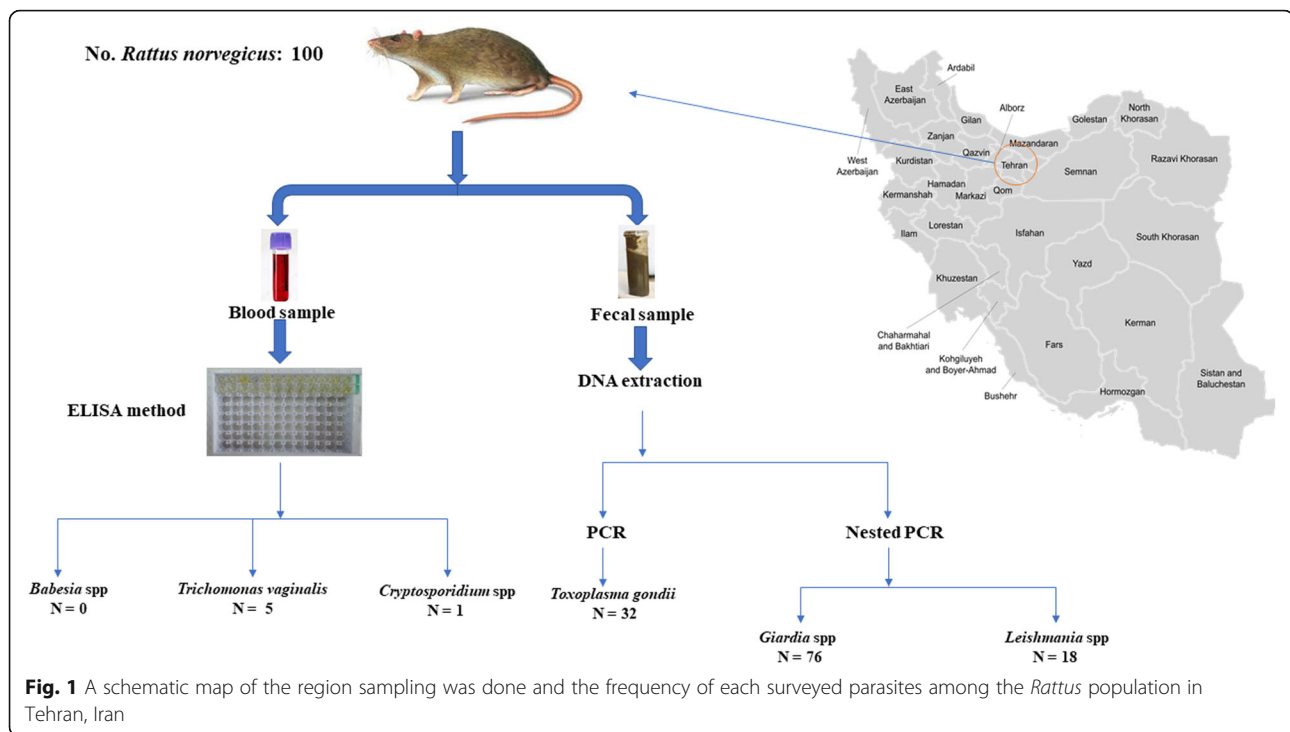 No. Rattus norvegicus: 100
Blood sample
Fecal sample
ELISA method
DNA extraction
PCR
Nested PCR
Babesia spp
N = 0
Trichomonas vaginalis
N = 5
Cryptosporidium spp
N = 1
Toxoplasma gondii
N = 32
Giardia spp
N = 76
Leishmania spp
N = 18
Ardabil
East
Azerbaijan
Alborz
North
Khorasan
Golestan
Gilan
Zanjan
Mazandaran
West
Azerbaijan
Kurdistan
Qazvin
Tehran
Semnan
Razavi Khorasan
Hamadan
Kermanshah
Markazi
Qom
Ilam
Lorestan
Isfahan
South Khorasan
Khuzestan
Yazd
Chaharmahal
and Bakhtiari
Kohgiluyeh
and Boyer-Ahmad
Fars
Kerman
Bushehr
Hormozgan
Sistan and
Baluchestan
Fig. 1 A schematic map of the region sampling was done and the frequency of each surveyed parasites among the Rattus population in
Tehran, Iran